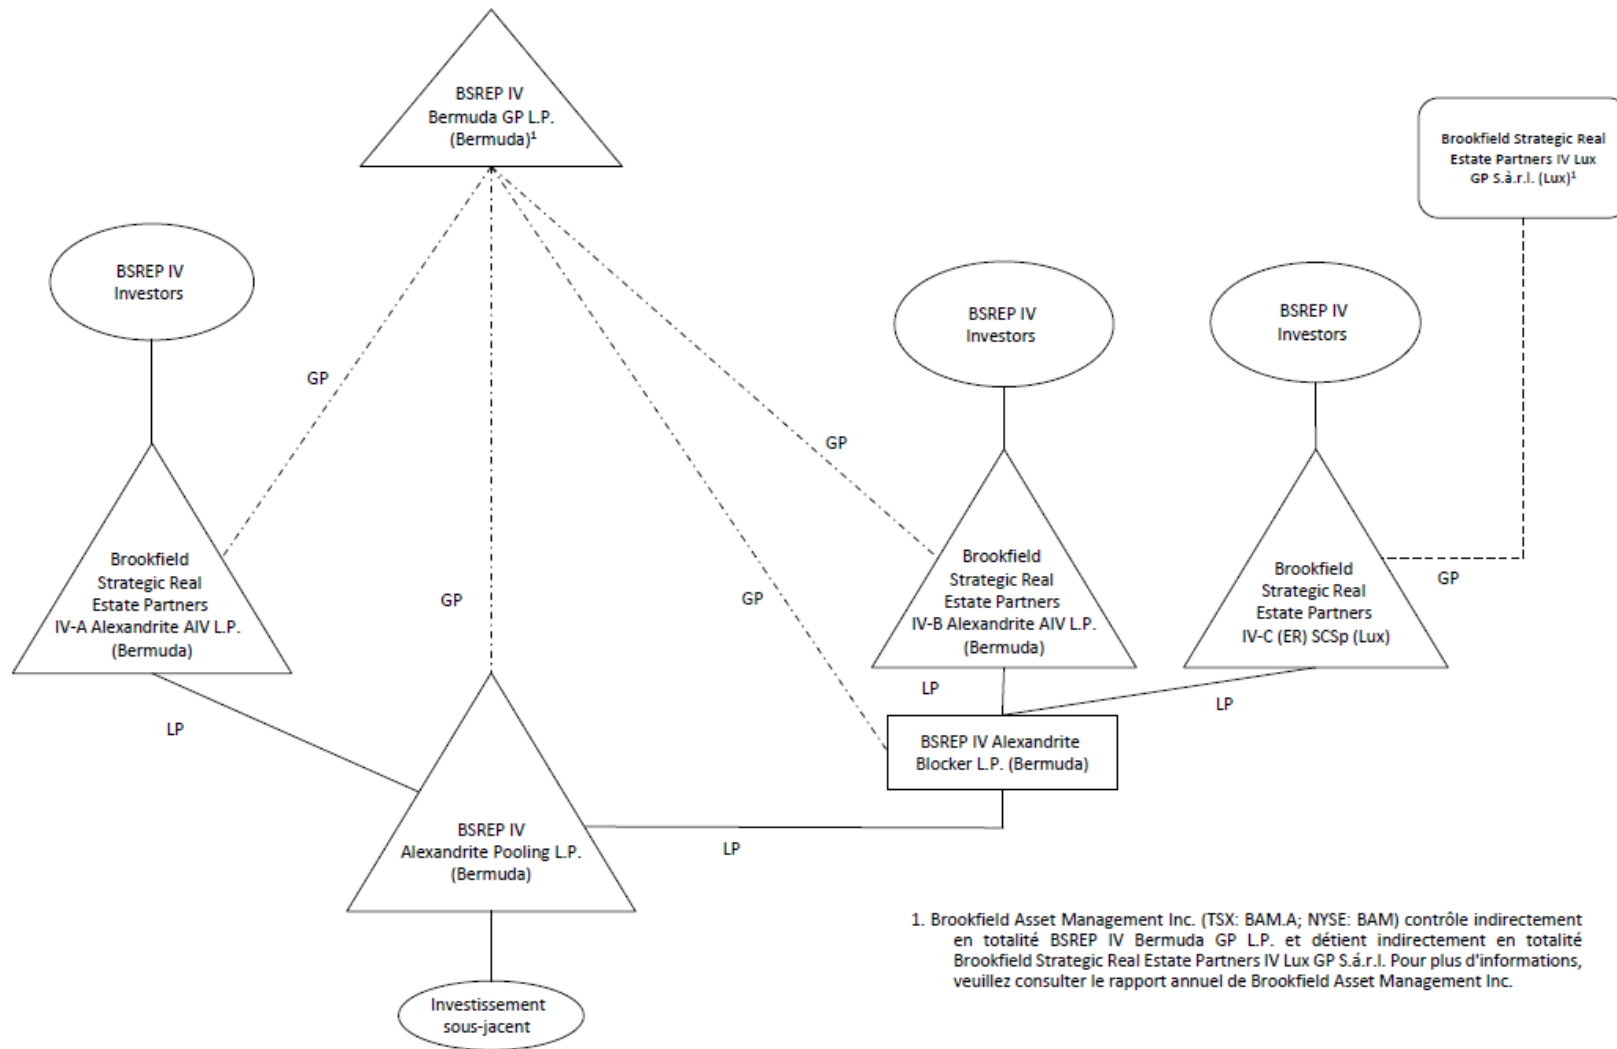 BSREP IV
Bermuda GP L.P.
(Bermuda)¹
Brookfield Strategic Real
Estate Partners IV Lux
GP S.à.r.l. (Lux)¹
BSREP IV
Investors
BSREP IV
Investors
BSREP IV
Investors
GP
GP
GP
GP
GP
Brookfield
Strategic Real
Estate Partners
IV-A Alexandrite AIV L.P.
(Bermuda)
Brookfield
Strategic Real
Estate Partners
IV-B Alexandrite AIV L.P.
(Bermuda)
Brookfield
Strategic Real
Estate Partners
IV-C (ER) SCSp (Lux)
LP
LP
LP
BSREP IV Alexandrite
Blocker L.P. (Bermuda)
BSREP IV
Alexandrite Pooling L.P.
(Bermuda)
LP
Investissement
sous-jacent
1. Brookfield Asset Management Inc. (TSX: BAM.A; NYSE: BAM) contrôle indirectement
en totalité BSREP IV Bermuda GP L.P. et détient indirectement en totalité
Brookfield Strategic Real Estate Partners IV Lux GP S.á.r.l. Pour plus d'informations,
veuillez consulter le rapport annuel de Brookfield Asset Management Inc.